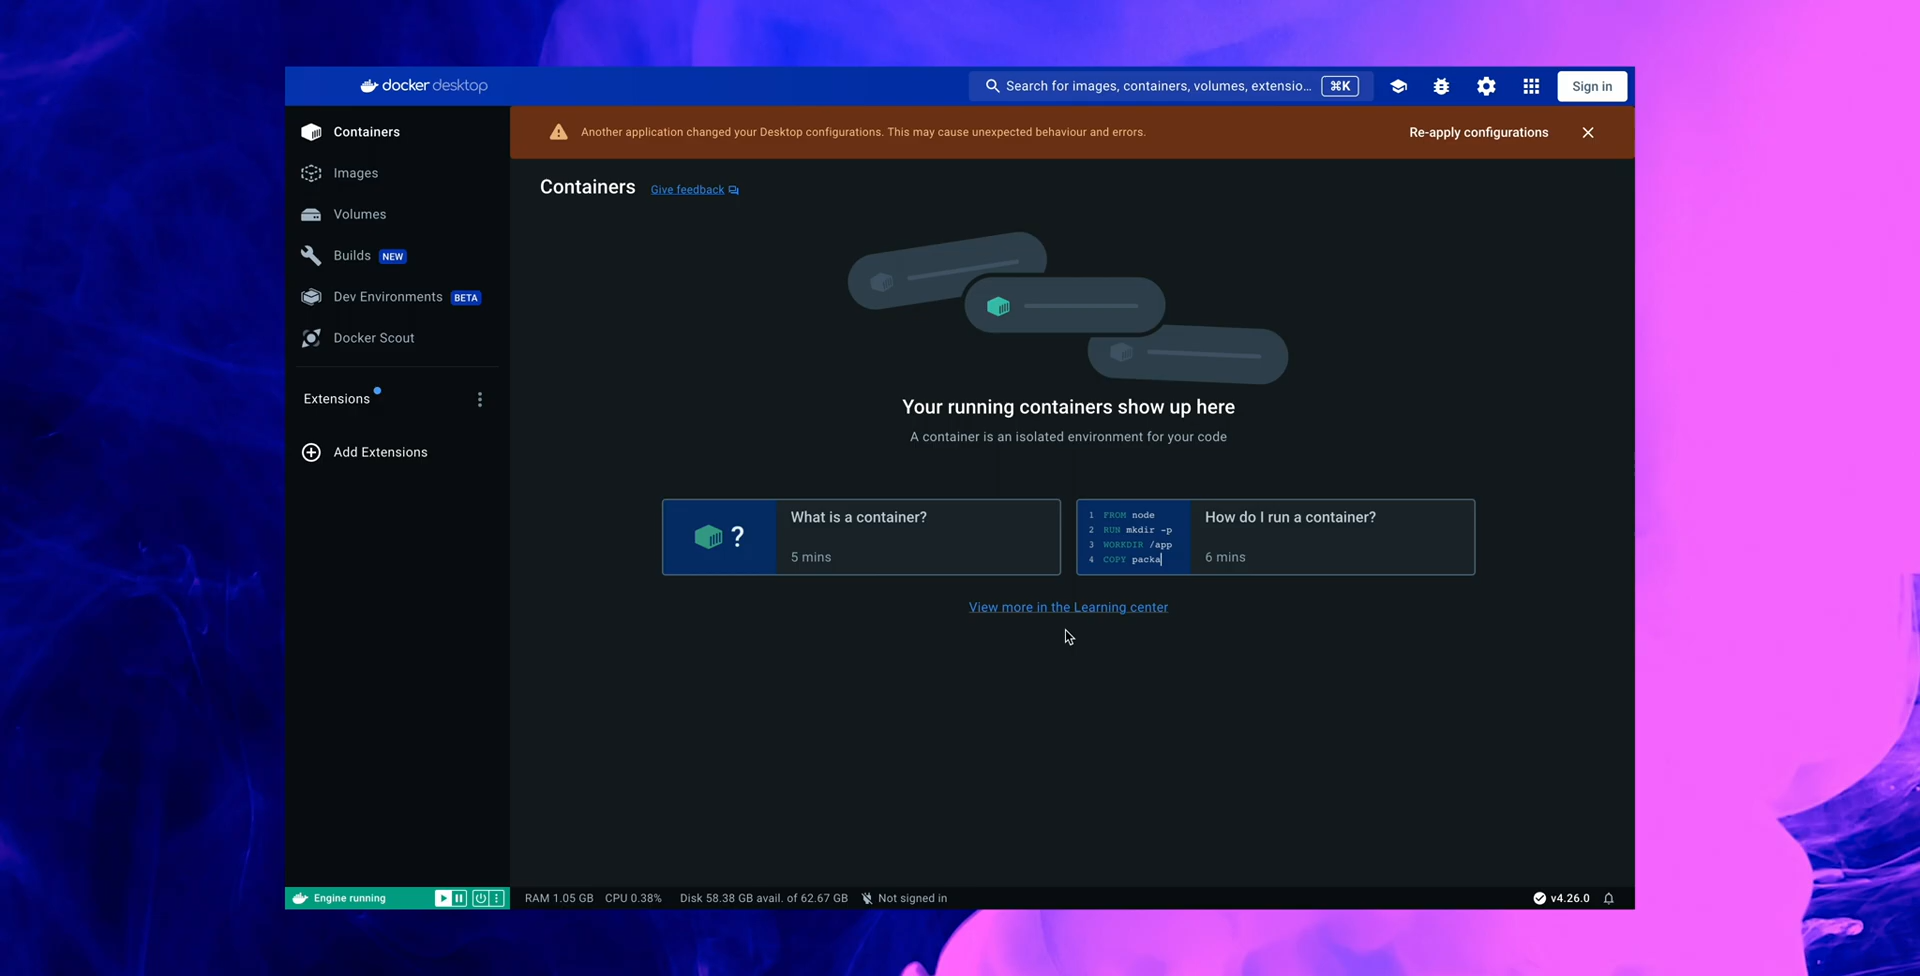 docker desktop
Search for images, containers, volumes, extensio... ⌘K
Sign in
Containers
Images
Volumes
Builds NEW
Dev Environments BETA
Docker Scout
Extensions
Add Extensions
Another application changed your Desktop configurations. This may cause unexpected behaviour and errors.
Re-apply configurations
Containers
Give feedback
Your running containers show up here
A container is an isolated environment for your code
?
What is a container?
5 mins
1 FROM node
2 RUN mkdir -p
3 WORKDIR /app
4 COPY packa
How do I run a container?
6 mins
View more in the Learning center
Engine running
RAM 1.05 GB CPU 0.38% Disk 58.38 GB avail. of 62.67 GB Not signed in
v4.26.0